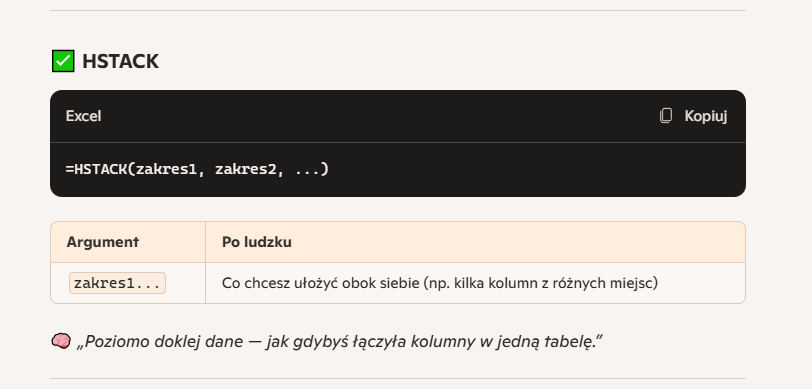 ✅ HSTACK
Excel
Kopiuj
=HSTACK(zakres1, zakres2, ...)
Argument Po ludzku
zakres1... Co chcesz ułożyć obok siebie (np. kilka kolumn z różnych miejsc)
🧠 „Poziomo doklej dane — jak gdybyś łączyła kolumny w jedną tabelę.”